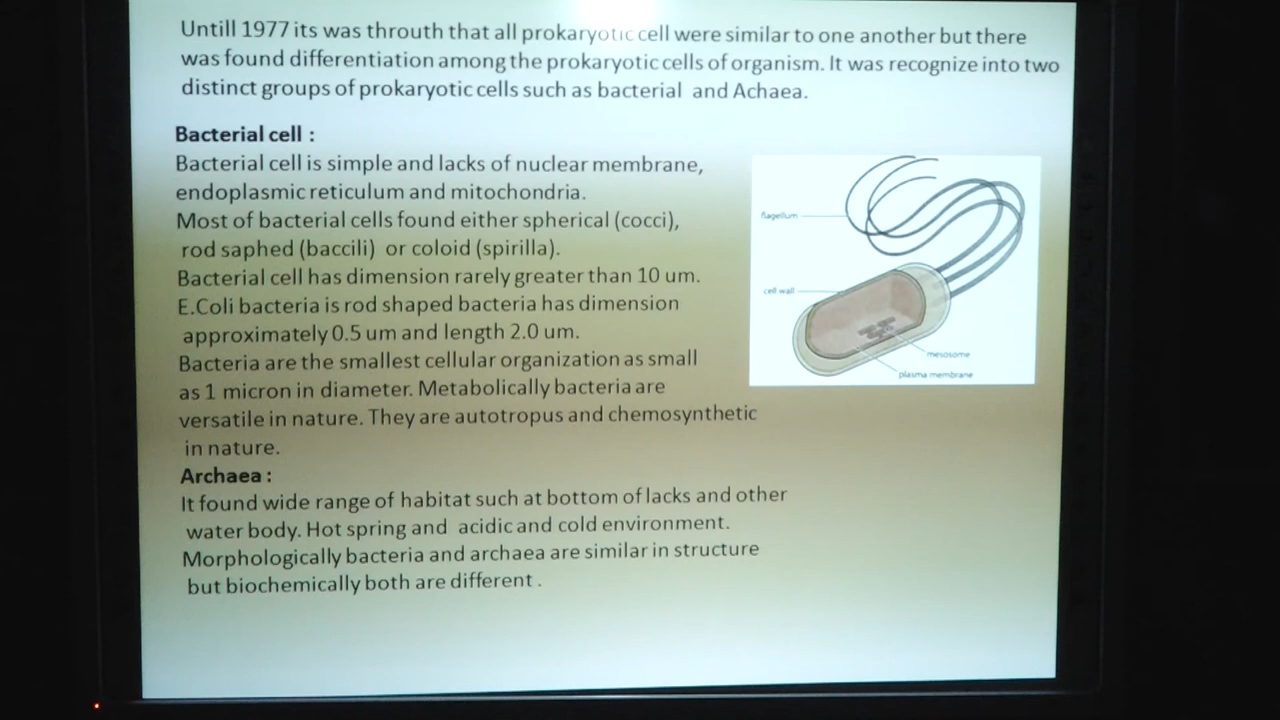 Untill 1977 its was throuth that all prokaryotic cell were similar to one another but there
was found differentiation among the prokaryotic cells of organism. It was recognize into two
distinct groups of prokaryotic cells such as bacterial and Achaea.
Bacterial cell :
Bacterial cell is simple and lacks of nuclear membrane,
endoplasmic reticulum and mitochondria.
Most of bacterial cells found either spherical (cocci),
rod saphed (baccili) or coloid (spirilla).
Bacterial cell has dimension rarely greater than 10 um.
E.Coli bacteria is rod shaped bacteria has dimension
approximately 0.5 um and length 2.0 um.
Bacteria are the smallest cellular organization as small
as 1 micron in diameter. Metabolically bacteria are
versatile in nature. They are autotropus and chemosynthetic
in nature.
Archaea :
It found wide range of habitat such at bottom of lacks and other
water body. Hot spring and acidic and cold environment.
Morphologically bacteria and archaea are similar in structure
but biochemically both are different .
flagellum
cell wall
mesosome
plasma membrane